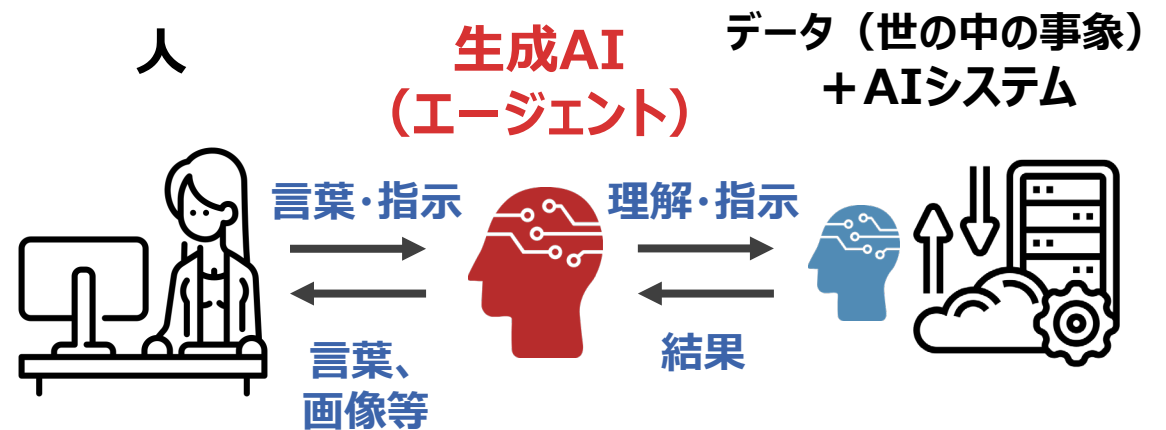 人
生成AI
（エージェント）
データ（世の中の事象）
＋AIシステム
言葉・指示
理解・指示
言葉、
画像等
結果